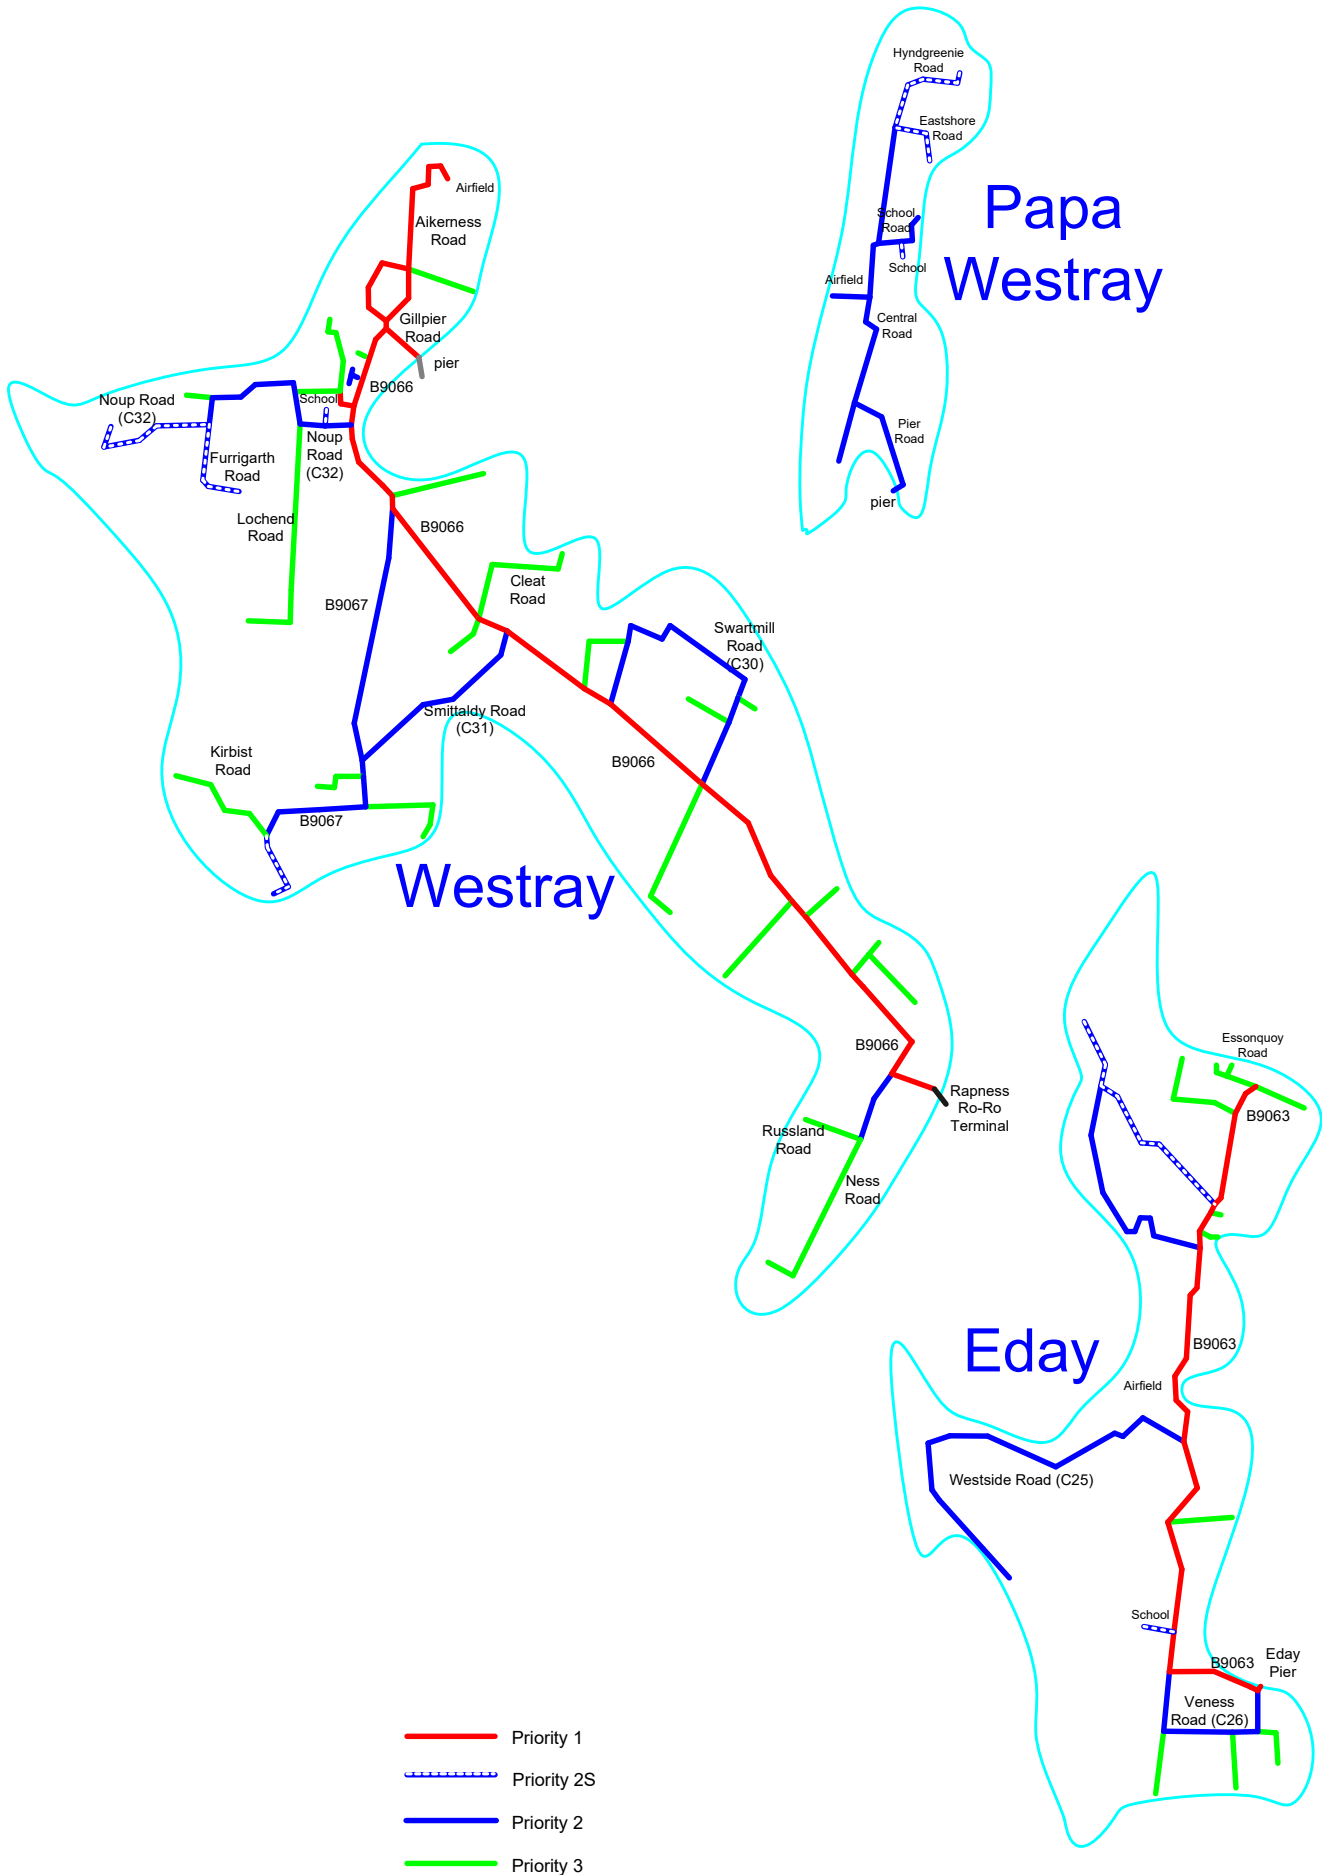 Hyndgreenie
Road
Eastshore
Road
Papa
Westray
School
Road
School
Airfield
Central
Road
Pier
Road
pier
Airfield
Aikerness
Road
Gillpier
Road
pier
B9066
Noup Road
(C32)
School
Noup
Road
(C32)
Furrigarth
Road
Lochend
Road
B9066
Cleat
Road
B9067
Swartmill
Road
(C30)
Smittaldy Road
(C31)
Kirbist
Road
B9066
B9067
Westray
B9066
Rapness
Ro-Ro
Terminal
Russland
Road
Ness
Road
Essonquoy
Road
B9063
Eday
B9063
Airfield
Westside Road (C25)
School
B9063
Eday
Pier
Veness
Road (C26)
Priority 1
Priority 2S
Priority 2
Priority 3